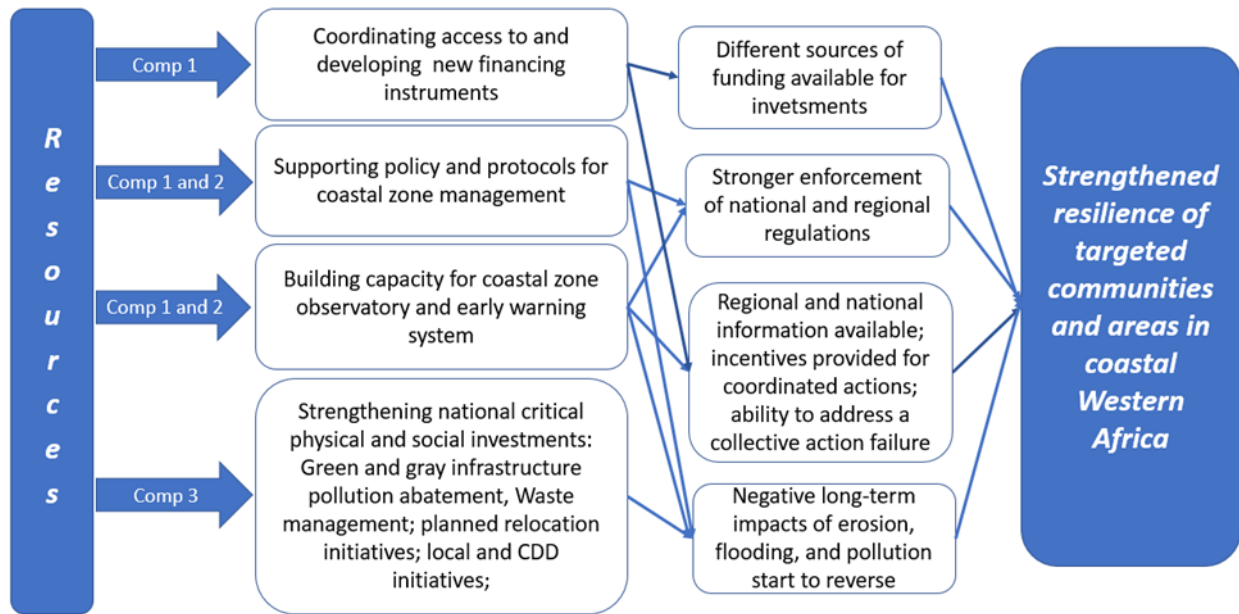 Resources
Comp 1
Coordinating access to and
developing new financing
instruments
Different sources of
funding available for
invetsments
Comp 1 and 2
Supporting policy and protocols for
coastal zone management
Stronger enforcement
of national and regional
regulations
Comp 1 and 2
Building capacity for coastal zone
observatory and early warning
system
Regional and national
information available;
incentives provided for
coordinated actions;
ability to address a
collective action failure
Comp 3
Strengthening national critical
physical and social investments:
Green and gray infrastructure
pollution abatement, Waste
management; planned relocation
initiatives; local and CDD
initiatives;
Negative long-term
impacts of erosion,
flooding, and pollution
start to reverse
Strengthened
resilience of
targeted
communities
and areas in
coastal
Western
Africa